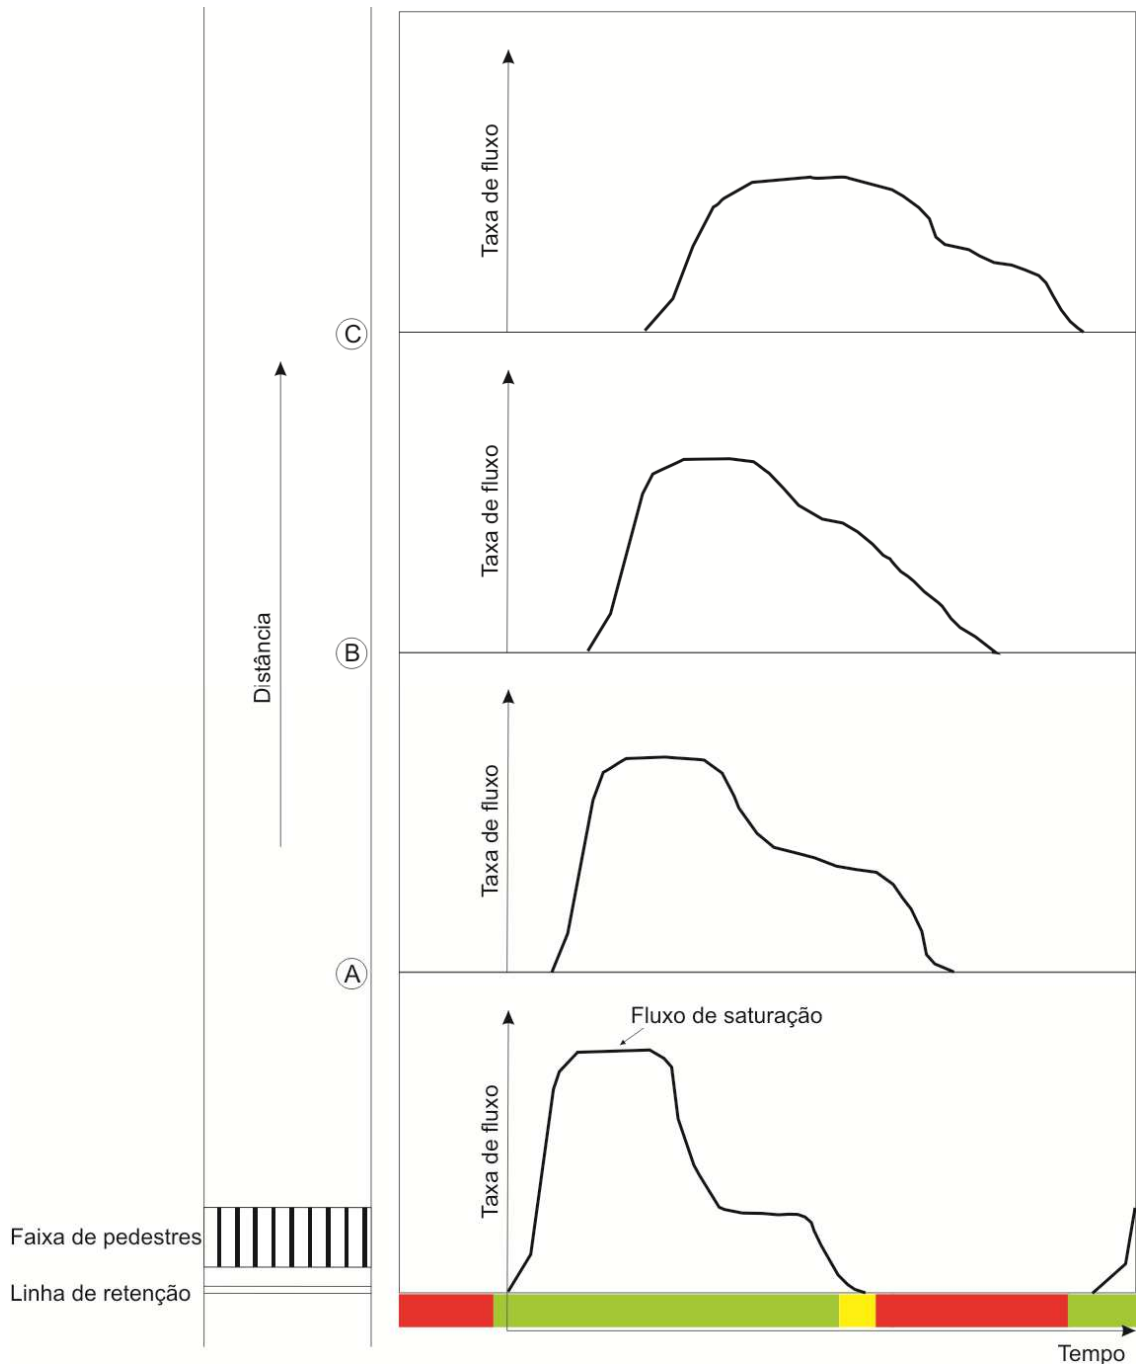 Taxa de fluxo
C
Taxa de fluxo
Distância
B
Taxa de fluxo
A
Fluxo de saturação
Taxa de fluxo
Faixa de pedestres
Linha de retenção
Tempo